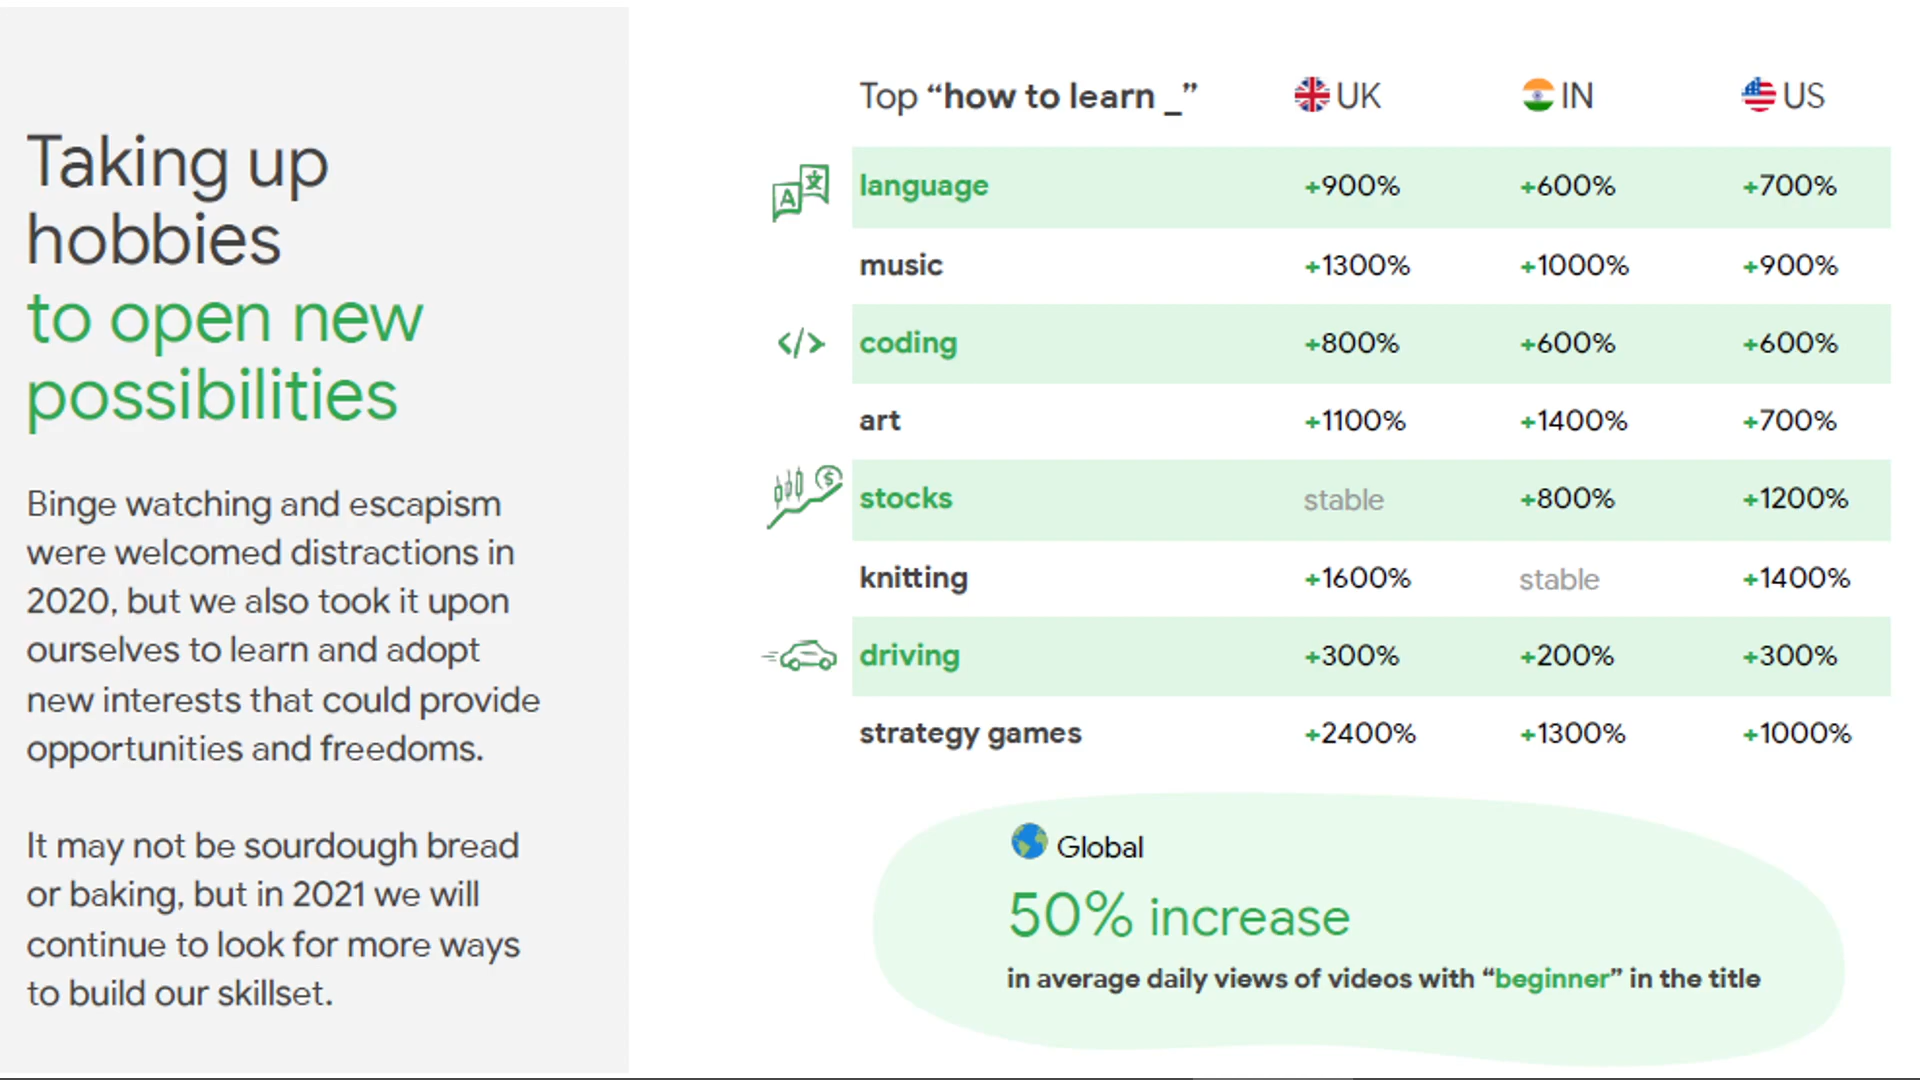 Taking up
hobbies
to open new
possibilities
Binge watching and escapism
were welcomed distractions in
2020, but we also took it upon
ourselves to learn and adopt
new interests that could provide
opportunities and freedoms.
It may not be sourdough bread
or baking, but in 2021 we will
continue to look for more ways
to build our skillset.
Top “how to learn _” UK IN US
A 文 language +900% +600% +700%
music +1300% +1000% +900%
</> coding +800% +600% +600%
art +1100% +1400% +700%
$ stocks stable +800% +1200%
knitting +1600% stable +1400%
driving +300% +200% +300%
strategy games +2400% +1300% +1000%
Global
50% increase
in average daily views of videos with “beginner” in the title